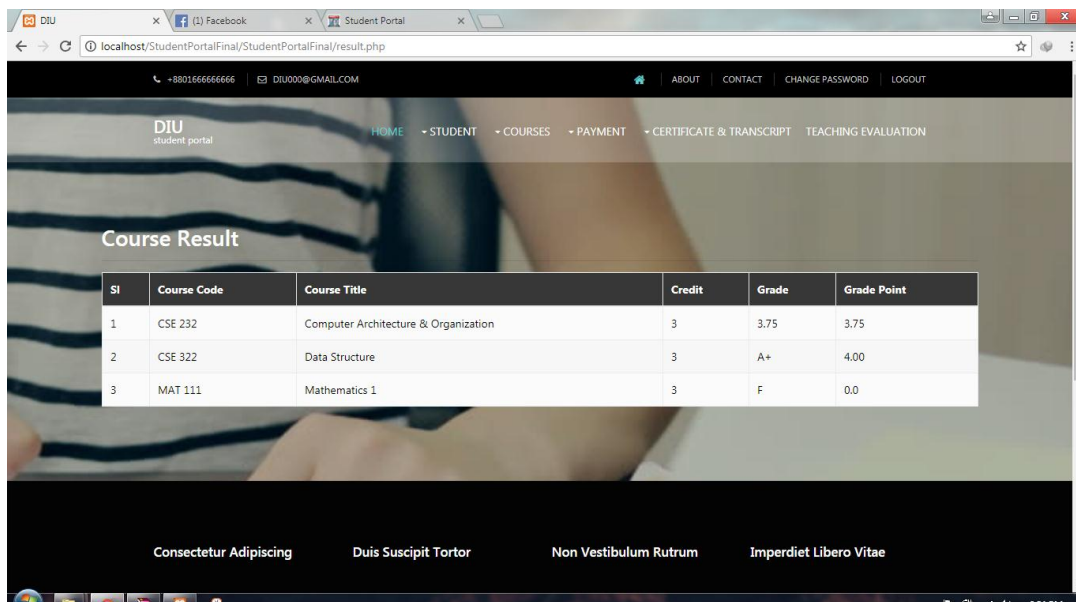 DIU
(1) Facebook
Student Portal
localhost/StudentPortalFinal/StudentPortalFinal/result.php
+8801666666666 DIU000@GMAIL.COM ABOUT CONTACT CHANGE PASSWORD LOGOUT
DIU
student portal
HOME STUDENT COURSES PAYMENT CERTIFICATE & TRANSCRIPT TEACHING EVALUATION
Course Result
Sl Course Code Course Title Credit Grade Grade Point
1 CSE 232 Computer Architecture & Organization 3 3.75 3.75
2 CSE 322 Data Structure 3 A+ 4.00
3 MAT 111 Mathematics 1 3 F 0.0
Consectetur Adipiscing Duis Suscipit Tortor Non Vestibulum Rutrum Imperdiet Libero Vitae